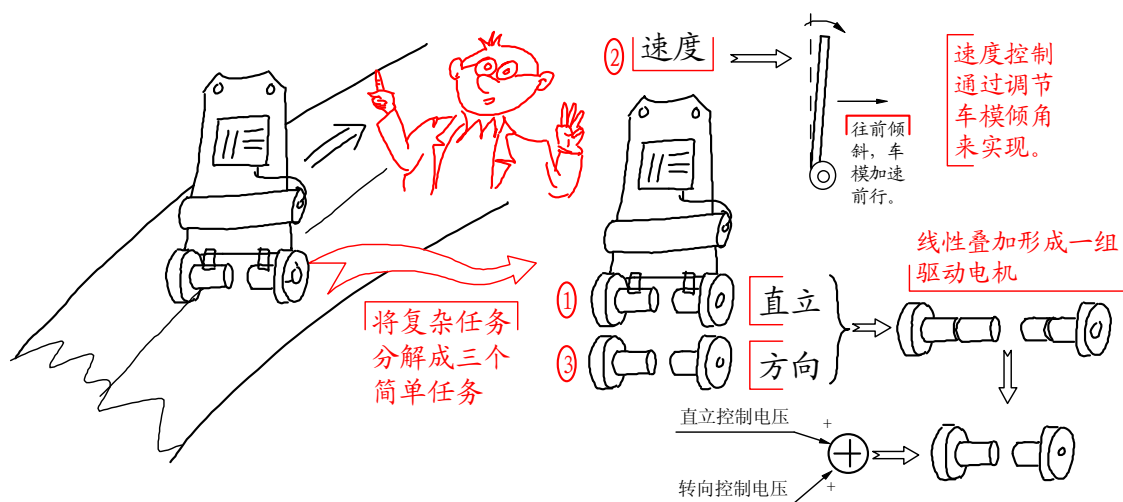 ② 速度
速度控制
通过调节
车模倾角
来实现。
往前倾
斜，车
模加速
前行。
将复杂任务
分解成三个
简单任务
① 直立
③ 方向
线性叠加形成一组
驱动电机
直立控制电压
+
+
转向控制电压